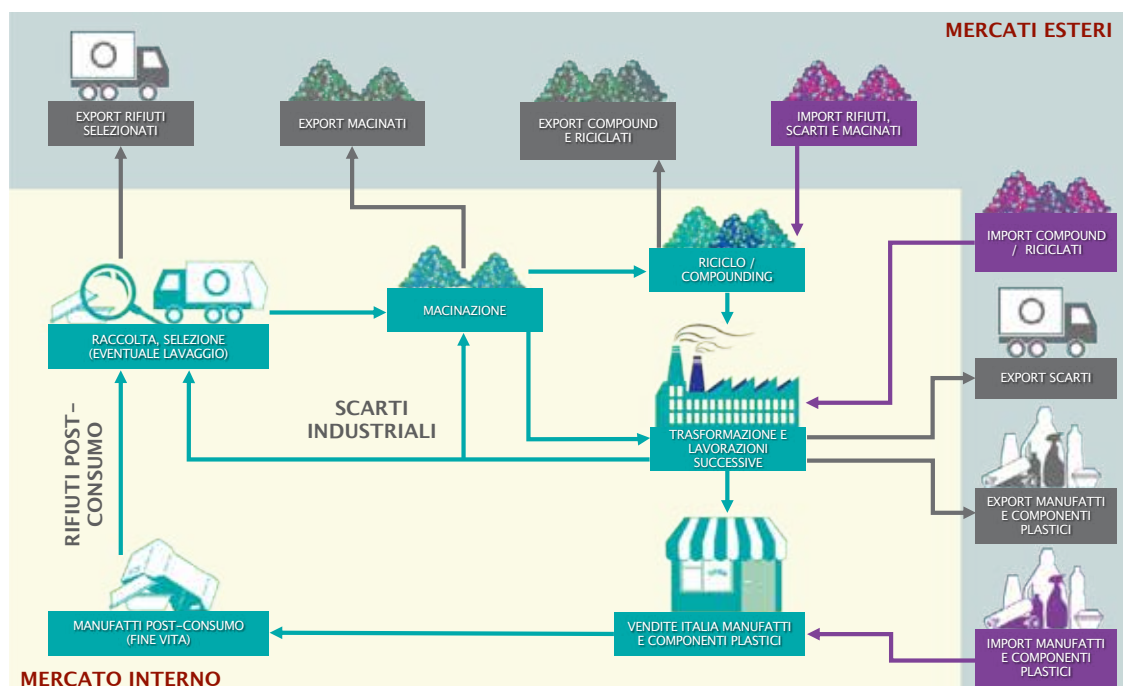 MERCATI ESTERI
EXPORT RIFIUTI
SELEZIONATI
EXPORT MACINATI
EXPORT COMPOUND
E RICICLATI
IMPORT RIFIUTI,
SCARTI E MACINATI
IMPORT COMPOUND
/ RICICLATI
RICICLO /
COMPOUNDING
MACINAZIONE
RACCOLTA, SELEZIONE
(EVENTUALE LAVAGGIO)
EXPORT SCARTI
SCARTI
INDUSTRIALI
TRASFORMAZIONE E
LAVORAZIONI
SUCCESSIVE
RIFIUTI POST-
CONSUMO
EXPORT MANUFATTI
E COMPONENTI
PLASTICI
MANUFATTI POST-CONSUMO
(FINE VITA)
VENDITE ITALIA MANUFATTI
E COMPONENTI PLASTICI
IMPORT MANUFATTI
E COMPONENTI
PLASTICI
MERCATO INTERNO